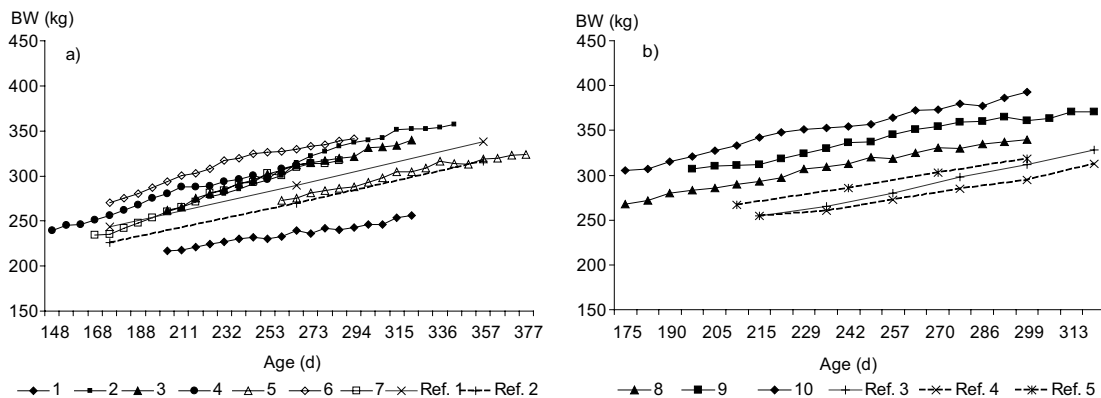 BW (kg)
450
400
350
300
250
200
150
a)
148 168 188 211 232 253 273 294 315 336 357 377
Age (d)
1 2 3 4 5 6 7 Ref. 1 Ref. 2
BW (kg)
450
400
350
300
250
200
150
b)
175 190 205 215 229 242 257 270 286 299 313
Age (d)
8 9 10 Ref. 3 Ref. 4 Ref. 5